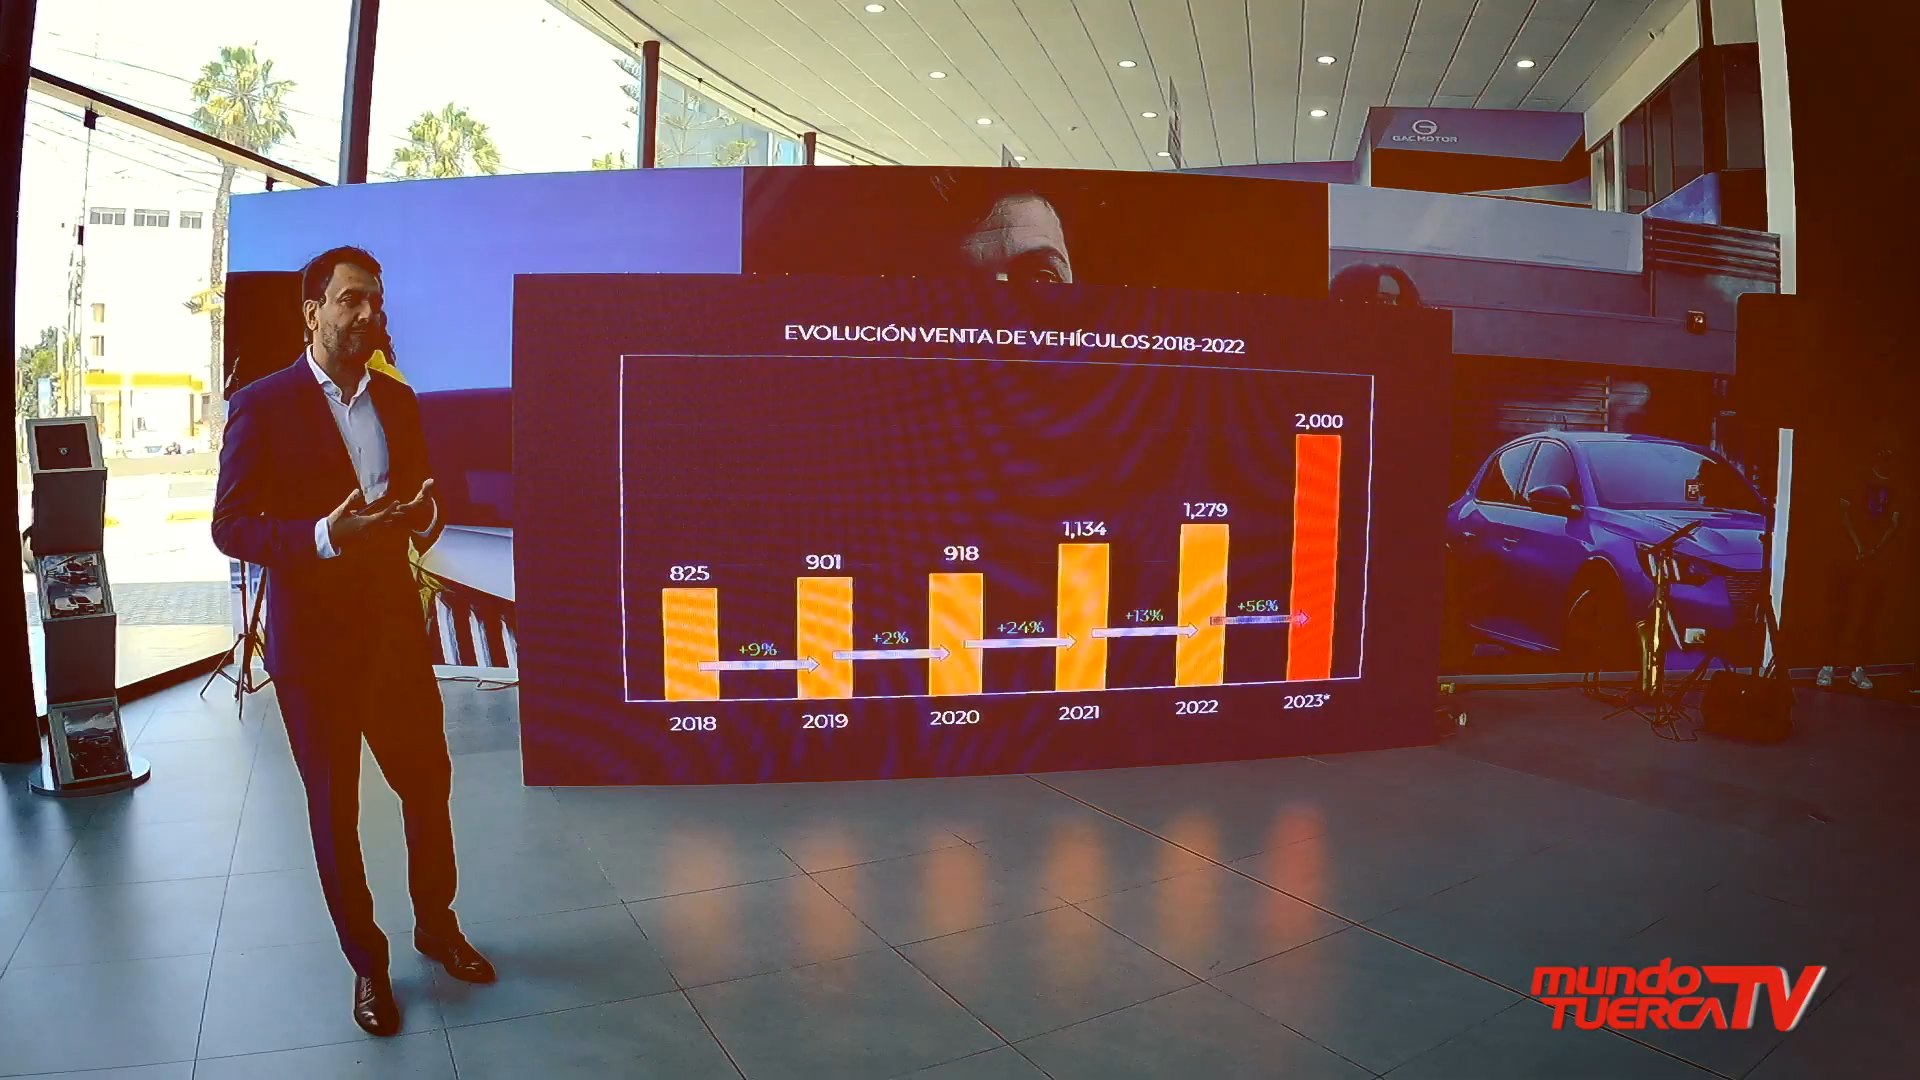 GAC MOTOR
EVOLUCIÓN VENTA DE VEHÍCULOS 2018-2022
2,000
1,279
1,134
918
901
825
+56%
+13%
+24%
+2%
+9%
2018 2019 2020 2021 2022 2023*
mundo
TUERCA TV